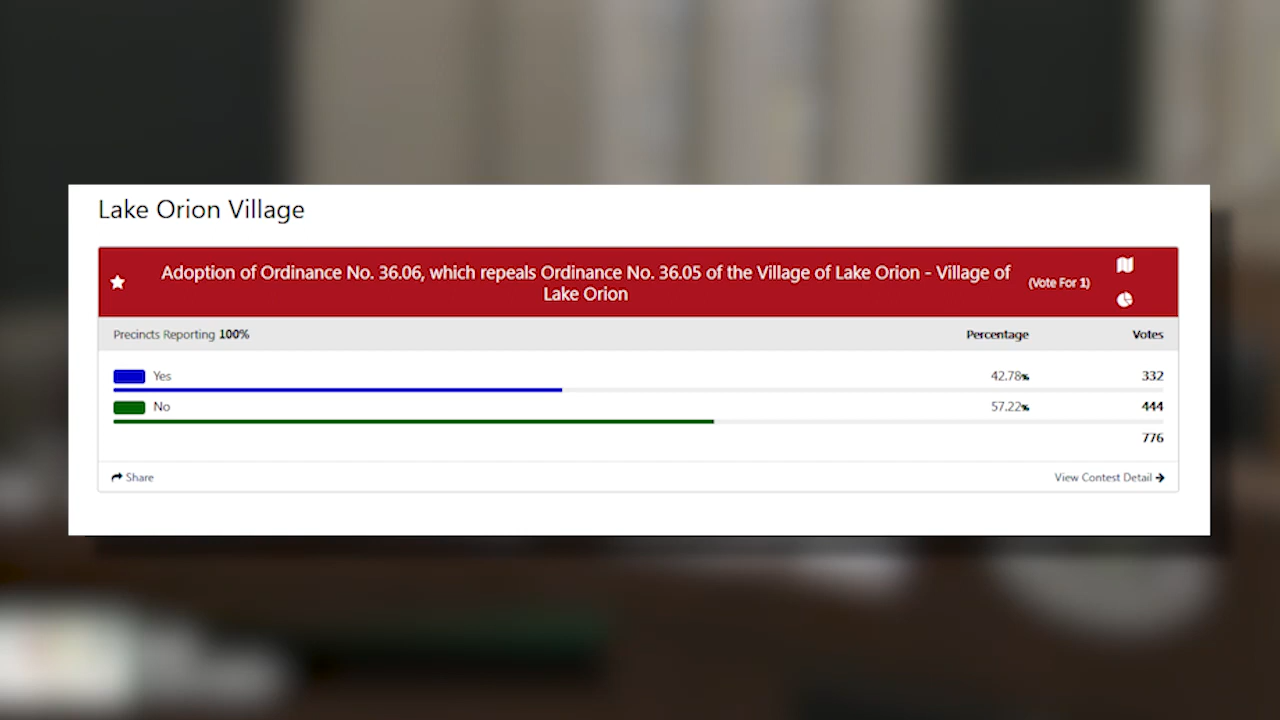 Lake Orion Village
Adoption of Ordinance No. 36.06, which repeals Ordinance No. 36.05 of the Village of Lake Orion - Village of
Lake Orion
(Vote For 1)
Precincts Reporting 100% Percentage Votes
Yes 42.78% 332
No 57.22% 444
776
Share View Contest Detail